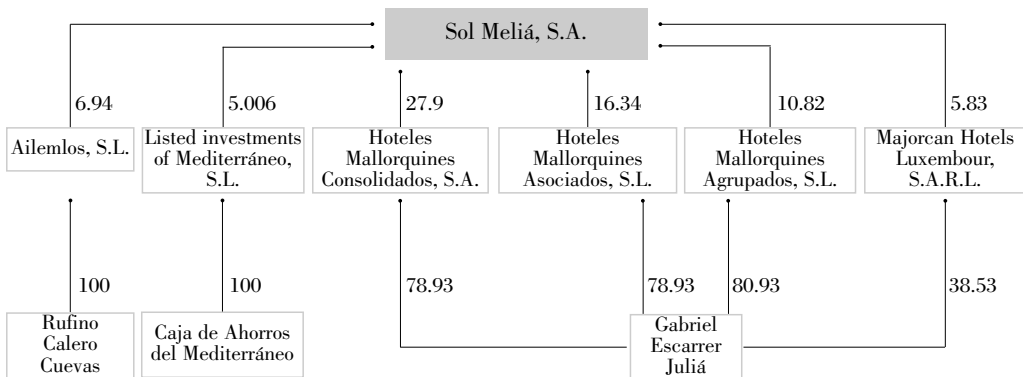 Sol Meliá, S.A.
6.94
5.006
27.9
16.34
10.82
5.83
Ailemlos, S.L.
Listed investments
of Mediterráneo,
S.L.
Hoteles
Mallorquines
Consolidados, S.A.
Hoteles
Mallorquines
Asociados, S.L.
Hoteles
Mallorquines
Agrupados, S.L.
Majorcan Hotels
Luxembour,
S.A.R.L.
100
100
78.93
78.93
80.93
38.53
Rufino
Calero
Cuevas
Caja de Ahorros
del Mediterráneo
Gabriel
Escarrer
Juliá